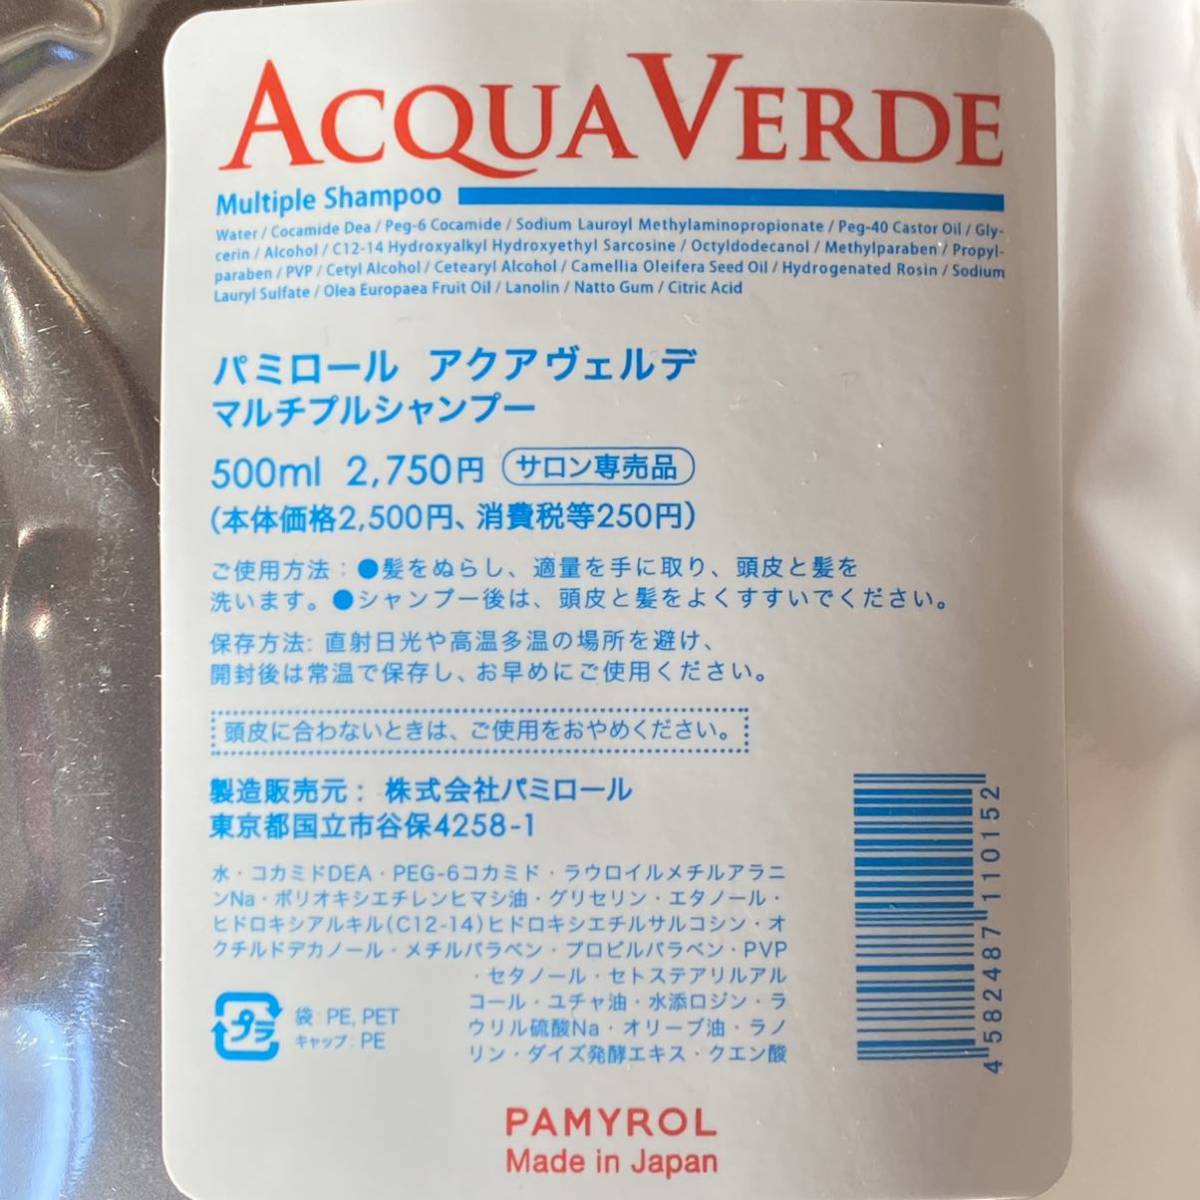 ACQUA VERDE
Multiple Shampoo
Water / Cocamide Dea / Peg-6 Cocamide / Sodium Lauroyl Methylaminopropionate / Peg-40 Castor Oil / Gly-
cerin / Alcohol / C12-14 Hydroxyalkyl Hydroxyethyl Sarcosine / Octyldodecanol / Methylparaben / Propyl-
paraben / PVP / Cetyl Alcohol / Cetearyl Alcohol / Camellia Oleifera Seed Oil / Hydrogenated Rosin / Sodium
Lauryl Sulfate / Olea Europaea Fruit Oil / Lanolin / Natto Gum / Citric Acid
パミロール アクアヴェルデ
マルチプルシャンプー
500ml 2,750円 サロン専売品
(本体価格2,500円、消費税等250円)
ご使用方法:●髪をぬらし、適量を手に取り、頭皮と髪を
洗います。●シャンプー後は、頭皮と髪をよくすすいでください。
保存方法: 直射日光や高温多温の場所を避け、
開封後は常温で保存し、お早めにご使用ください。
頭皮に合わないときは、ご使用をおやめください。
製造販売元: 株式会社パミロール
東京都国立市谷保4258-1
水・コカミドDEA・PEG-6コカミド・ラウロイルメチルアラニ
ンNa・ポリオキシエチレンヒマシ油・グリセリン・エタノール・
ヒドロキシアルキル(C12-14)ヒドロキシエチルサルコシン・オ
クチルドデカノール・メチルパラベン・プロピルパラベン・PVP
・セタノール・セトステアリルアル
コール・ユチャ油・水添ロジン・ラ
ウリル硫酸Na・オリーブ油・ラノ
リン・ダイズ発酵エキス・クエン酸
プラ
袋: PE, PET
キャップ: PE
4582487110152
PAMYROL
Made in Japan